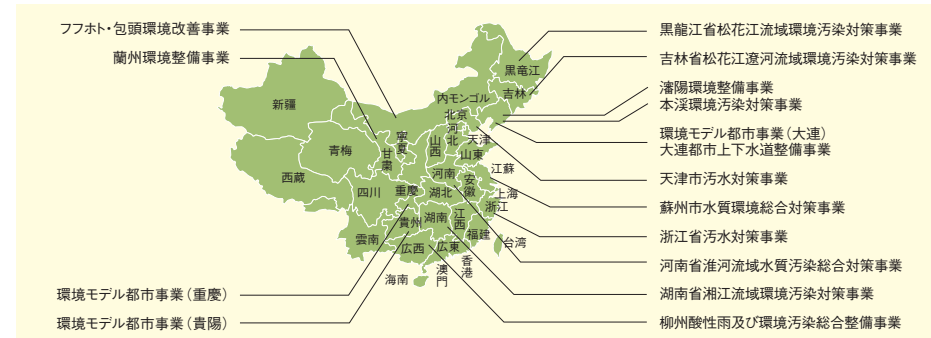 フフホト・包頭環境改善事業
蘭州環境整備事業
環境モデル都市事業(重慶)
環境モデル都市事業(貴陽)
黒龍江省松花江流域環境汚染対策事業
吉林省松花江遼河流域環境汚染対策事業
瀋陽環境整備事業
本渓環境汚染対策事業
環境モデル都市事業(大連)
大連都市上下水道整備事業
天津市汚水対策事業
蘇州市水質環境総合対策事業
浙江省汚水対策事業
河南省淮河流域水質汚染総合対策事業
湖南省湘江流域環境汚染対策事業
柳州酸性雨及び環境汚染総合整備事業
黒竜江
吉林
内モンゴル
新疆
北京
河北
天津
寧夏
山西
山東
甘粛
青梅
西蔵
河南
江蘇
安徽
上海
四川
重慶
湖北
浙江
貴州
湖南
江西
福建
雲南
広西
広東
台湾
香港
澳門
海南